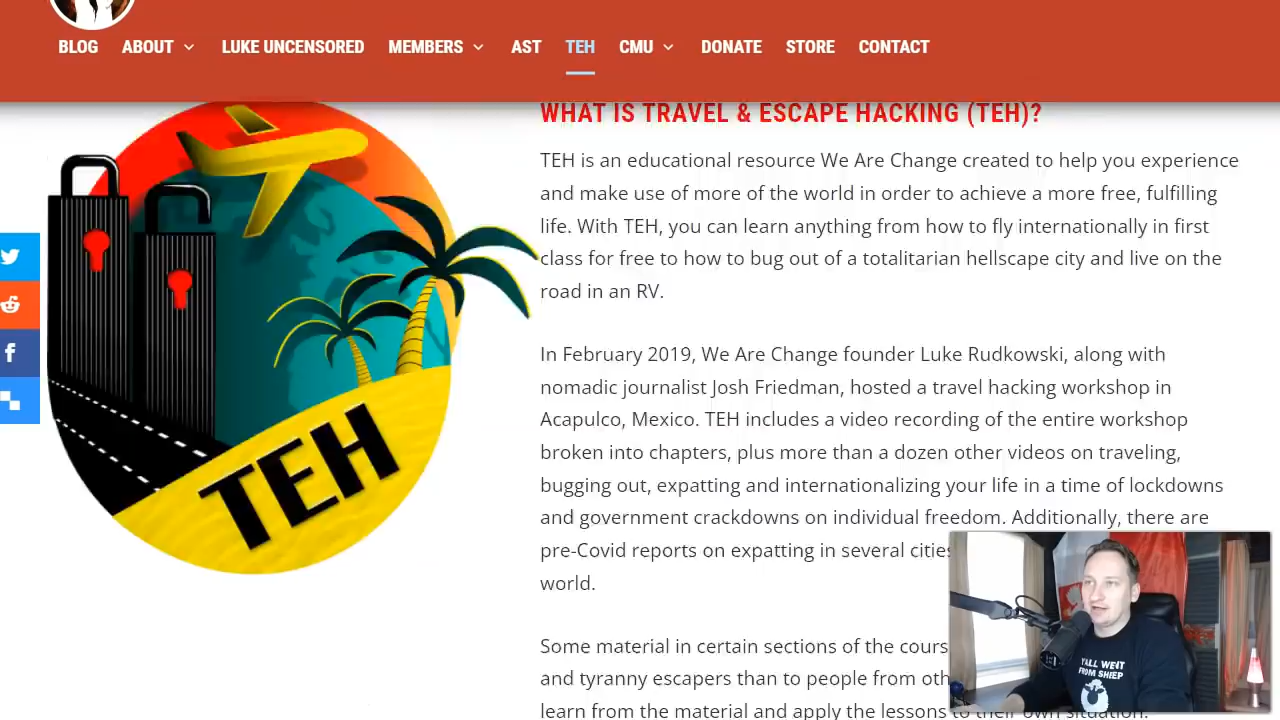 BLOG ABOUT LUKE UNCENSORED MEMBERS AST TEH CMU DONATE STORE CONTACT
WHAT IS TRAVEL & ESCAPE HACKING (TEH)?
TEH is an educational resource We Are Change created to help you experience
and make use of more of the world in order to achieve a more free, fulfilling
life. With TEH, you can learn anything from how to fly internationally in first
class for free to how to bug out of a totalitarian hellscape city and live on the
road in an RV.
In February 2019, We Are Change founder Luke Rudkowski, along with
nomadic journalist Josh Friedman, hosted a travel hacking workshop in
Acapulco, Mexico. TEH includes a video recording of the entire workshop
broken into chapters, plus more than a dozen other videos on traveling,
bugging out, expatting and internationalizing your life in a time of lockdowns
and government crackdowns on individual freedom. Additionally, there are
pre-Covid reports on expatting in several cities
world.
Some material in certain sections of the cours
and tyranny escapers than to people from oth
learn from the material and apply the lessons to their own situation.
TEH
Y'ALL WENT
FROM SHEEP